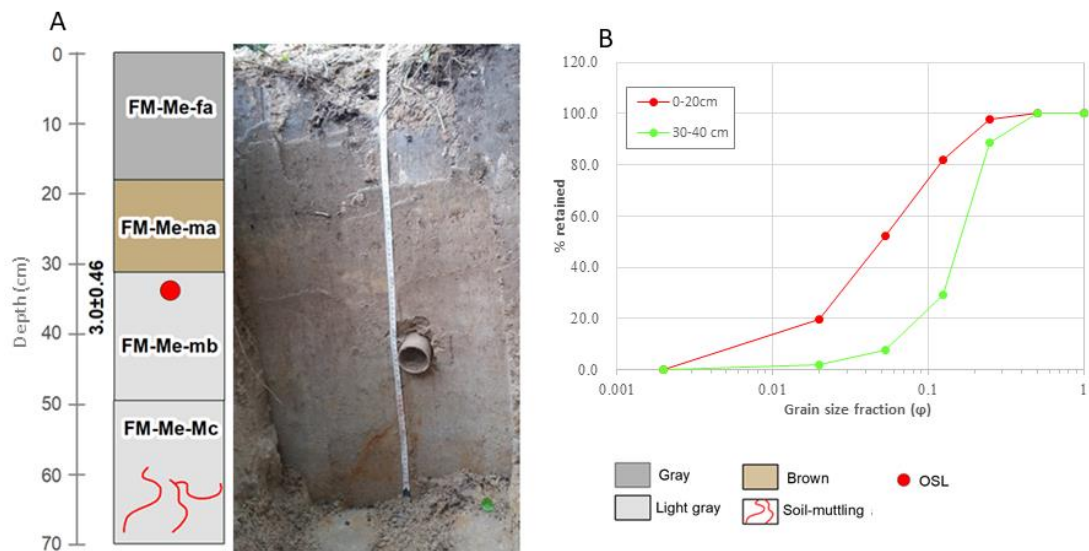 A
0
10
20
30
40
50
60
70
Depth (cm)
FM-Me-fa
FM-Me-ma
FM-Me-mb
FM-Me-Mc
3.0±0.46
B
120.0
100.0
80.0
60.0
40.0
20.0
0.0
0-20cm
30-40 cm
% retained
0.001
0.01
0.1
1
Grain size fraction (φ)
Gray
Brown
OSL
Light gray
Soil-muttling